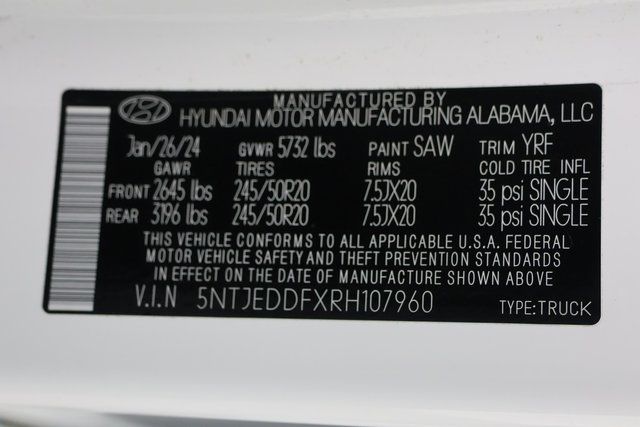 MANUFACTURED BY
HYUNDAI MOTOR MANUFACTURING ALABAMA, LLC
Jan/26/24 GVWR 5732 lbs PAINT SAW TRIM YRF
GAWR TIRES RIMS COLD TIRE INFL
FRONT 2645 lbs 245/50R20 7.5JX20 35 psi SINGLE
REAR 3196 lbs 245/50R20 7.5JX20 35 psi SINGLE
THIS VEHICLE CONFORMS TO ALL APPLICABLE U.S.A. FEDERAL
MOTOR VEHICLE SAFETY AND THEFT PREVENTION STANDARDS
IN EFFECT ON THE DATE OF MANUFACTURE SHOWN ABOVE
V.I.N 5NTJEDDFXRH107960 TYPE:TRUCK